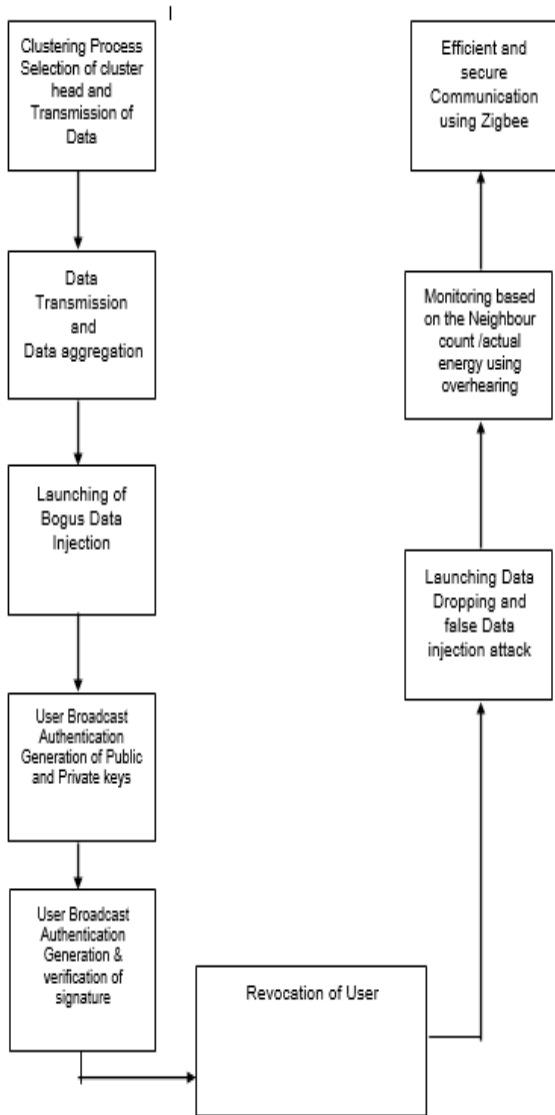 Clustering Process
Selection of cluster
head and
Transmission of
Data
Data
Transmission
and
Data aggregation
Launching of
Bogus Data
Injection
User Broadcast
Authentication
Generation of Public
and Private keys
User Broadcast
Authentication
Generation &
verification of
signature
Revocation of User
Launching Data
Dropping and
false Data
injection attack
Monitoring based
on the Neighbour
count /actual
energy using
overhearing
Efficient and
secure
Communication
using Zigbee